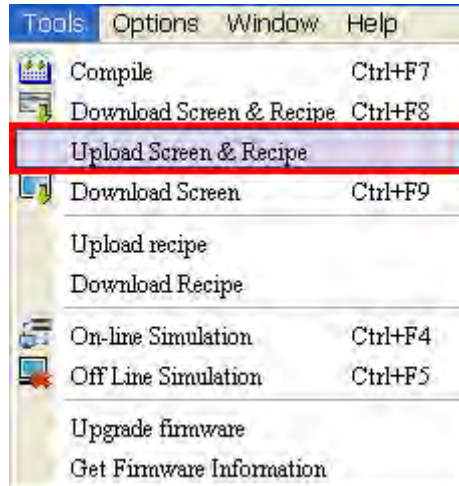 Tools Options Window Help
Compile Ctrl+F7
Download Screen & Recipe Ctrl+F8
Upload Screen & Recipe
Download Screen Ctrl+F9
Upload recipe
Download Recipe
On-line Simulation Ctrl+F4
Off Line Simulation Ctrl+F5
Upgrade firmware
Get Firmware Information